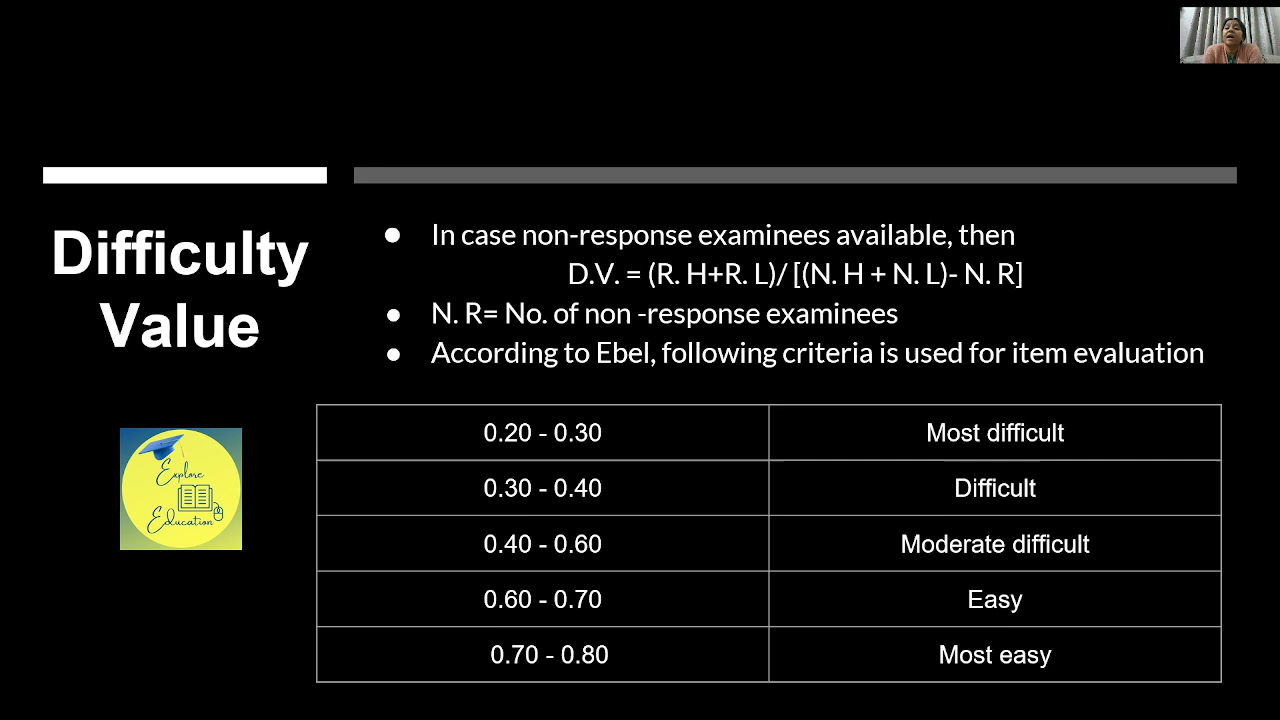 Difficulty
Value
● In case non-response examinees available, then
D.V. = (R. H+R. L)/ [(N. H + N. L)- N. R]
● N. R= No. of non -response examinees
● According to Ebel, following criteria is used for item evaluation
0.20 - 0.30 Most difficult
0.30 - 0.40 Difficult
0.40 - 0.60 Moderate difficult
0.60 - 0.70 Easy
0.70 - 0.80 Most easy
Explore
Education